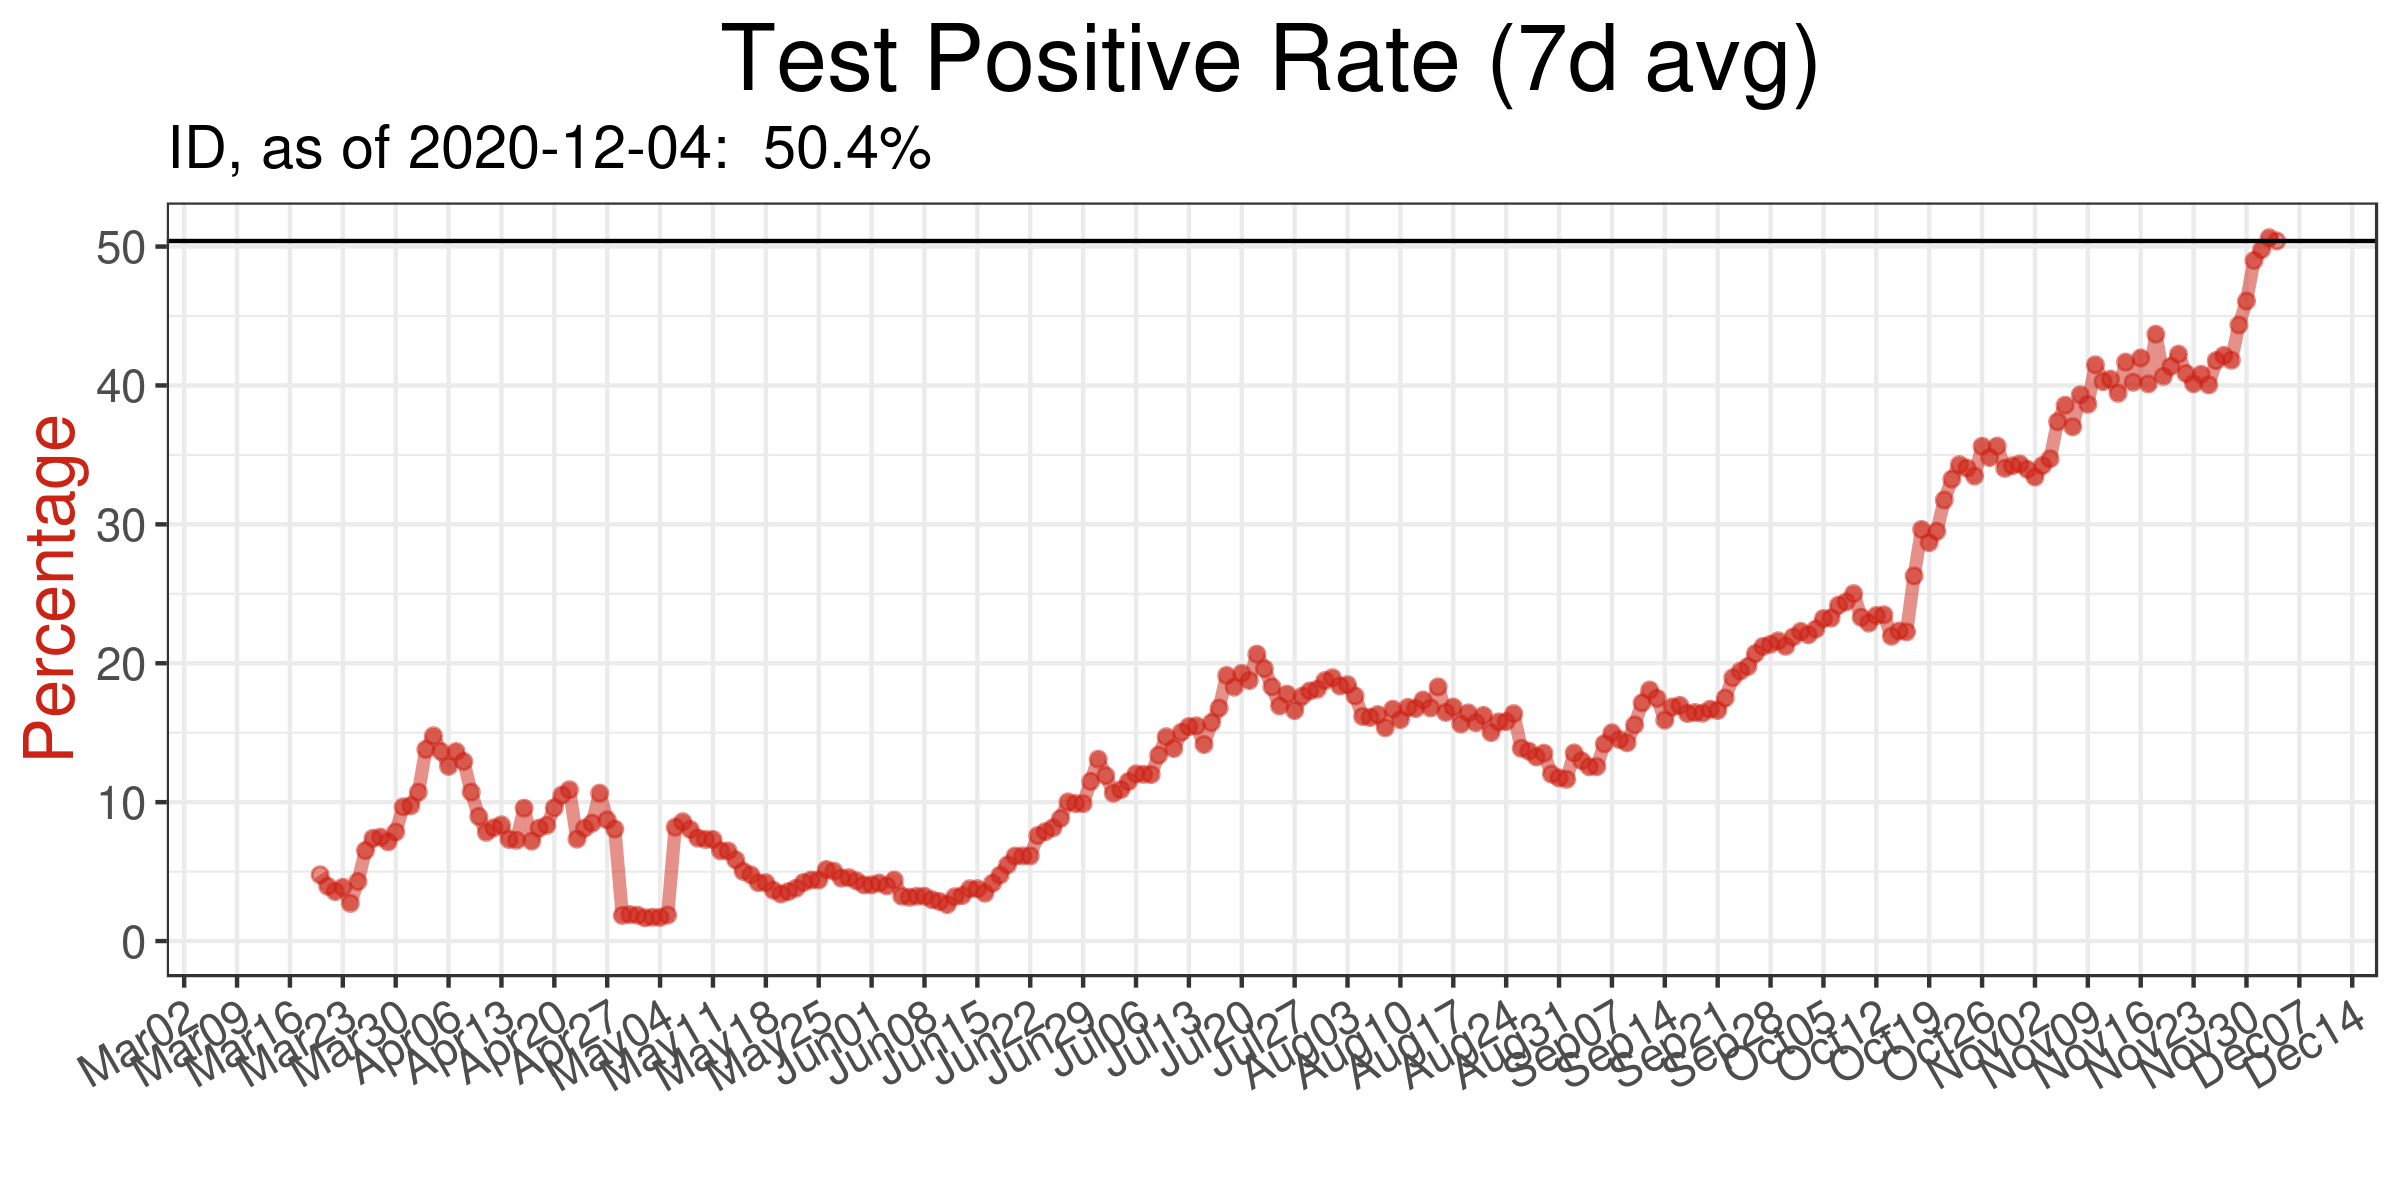 Test Positive Rate (7d avg)
ID, as of 2020-12-04: 50.4%
Percentage
50
40
30
20
10
0
Mar02
Mar09
Mar16
Mar23
Mar30
Apr06
Apr13
Apr20
Apr27
May04
May11
May18
May25
Jun01
Jun08
Jun15
Jun22
Jun29
Jul06
Jul13
Jul20
Jul27
Aug03
Aug10
Aug17
Aug24
Aug31
Sep07
Sep14
Sep21
Sep28
Oct05
Oct12
Oct19
Oct26
Nov02
Nov09
Nov16
Nov23
Nov30
Dec07
Dec14